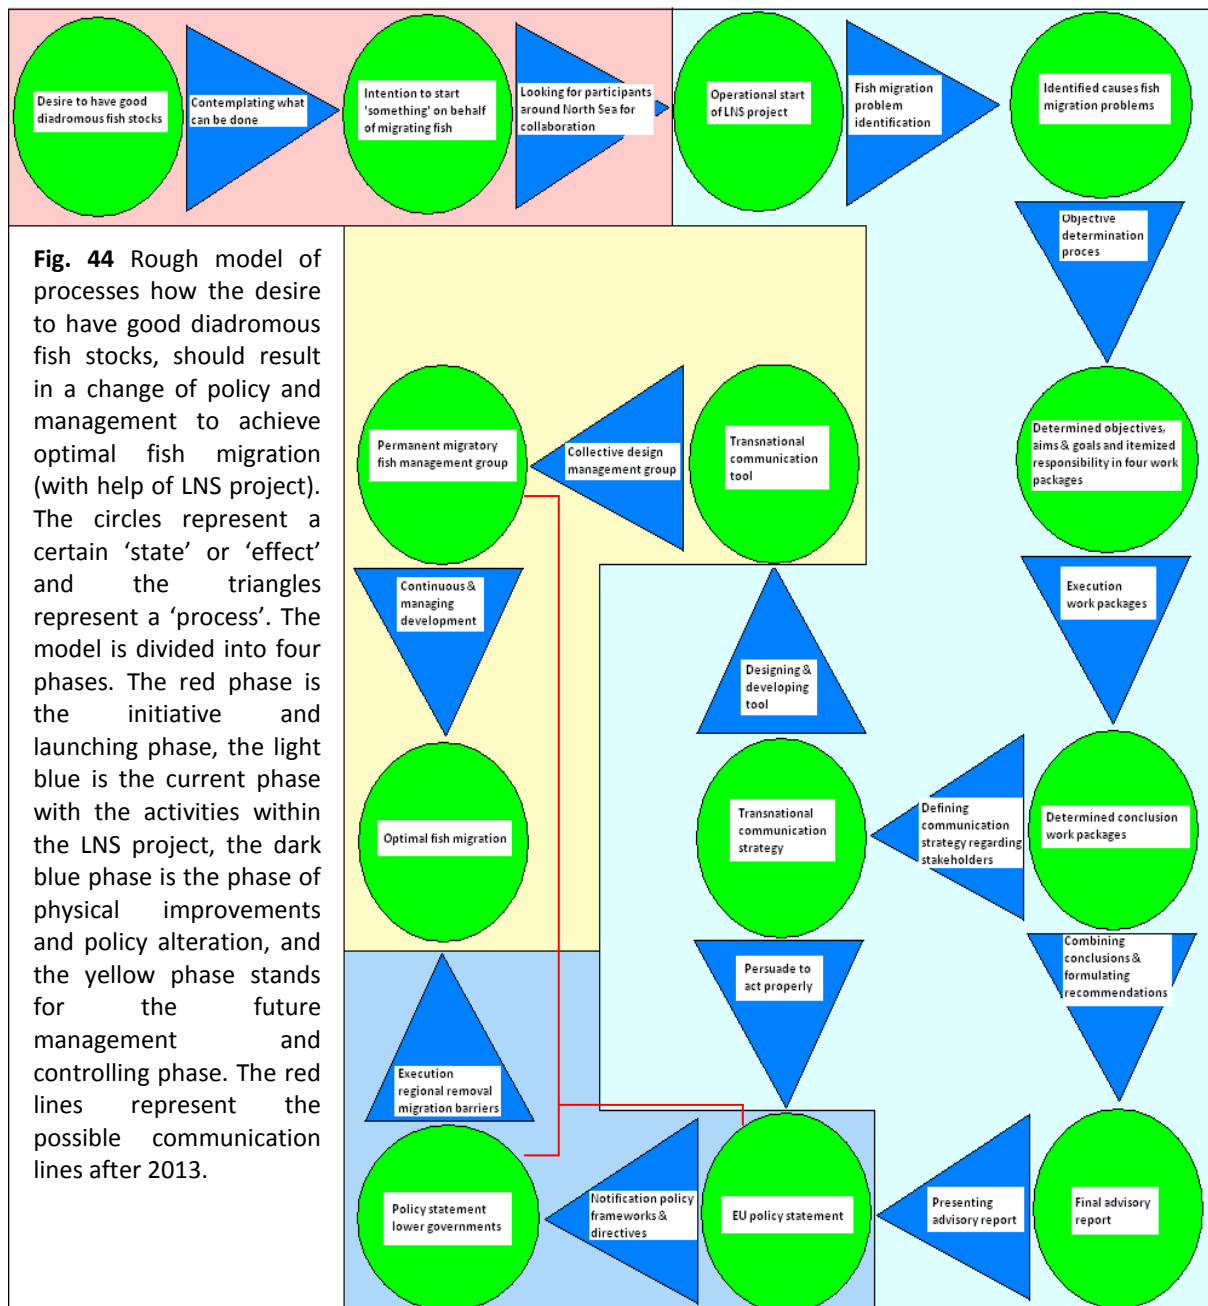 Desire to have good
diadromous fish stocks
Contemplating what
can be done
Intention to start
'something' on behalf
of migrating fish
Looking for participants
around North Sea for
collaboration
Operational start
of LNS project
Fish migration
problem
identification
Identified causes fish
migration problems
Objective
determination
proces
Determined objectives,
aims & goals and itemized
responsibility in four work
packages
Execution
work packages
Determined conclusion
work packages
Defining
communication
strategy regarding
stakeholders
Transnational
communication
strategy
Designing &
developing
tool
Transnational
communication
tool
Collective design
management group
Permanent migratory
fish management group
Continuous &
managing
development
Optimal fish migration
Combining
conclusions &
formulating
recommendations
Final advisory
report
Presenting
advisory report
Persuade to
act properly
EU policy statement
Notification policy
frameworks &
directives
Policy statement
lower governments
Execution
regional removal
migration barriers
Fig. 44 Rough model of
processes how the desire
to have good diadromous
fish stocks, should result
in a change of policy and
management to achieve
optimal fish migration
(with help of LNS project).
The circles represent a
certain ‘state’ or ‘effect’
and the triangles
represent a ‘process’. The
model is divided into four
phases. The red phase is
the initiative and
launching phase, the light
blue is the current phase
with the activities within
the LNS project, the dark
blue phase is the phase of
physical improvements
and policy alteration, and
the yellow phase stands
for the future
management and
controlling phase. The red
lines represent the
possible communication
lines after 2013.